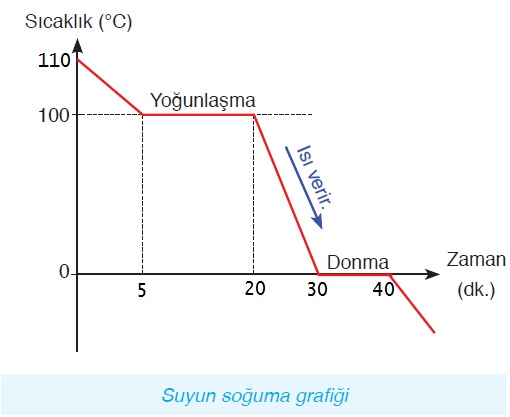 Sıcaklık (°C)
110
Yoğunlaşma
100
Isı verir.
Donma
Zaman
(dk.)
0
5
20
30
40
Suyun soğuma grafiği